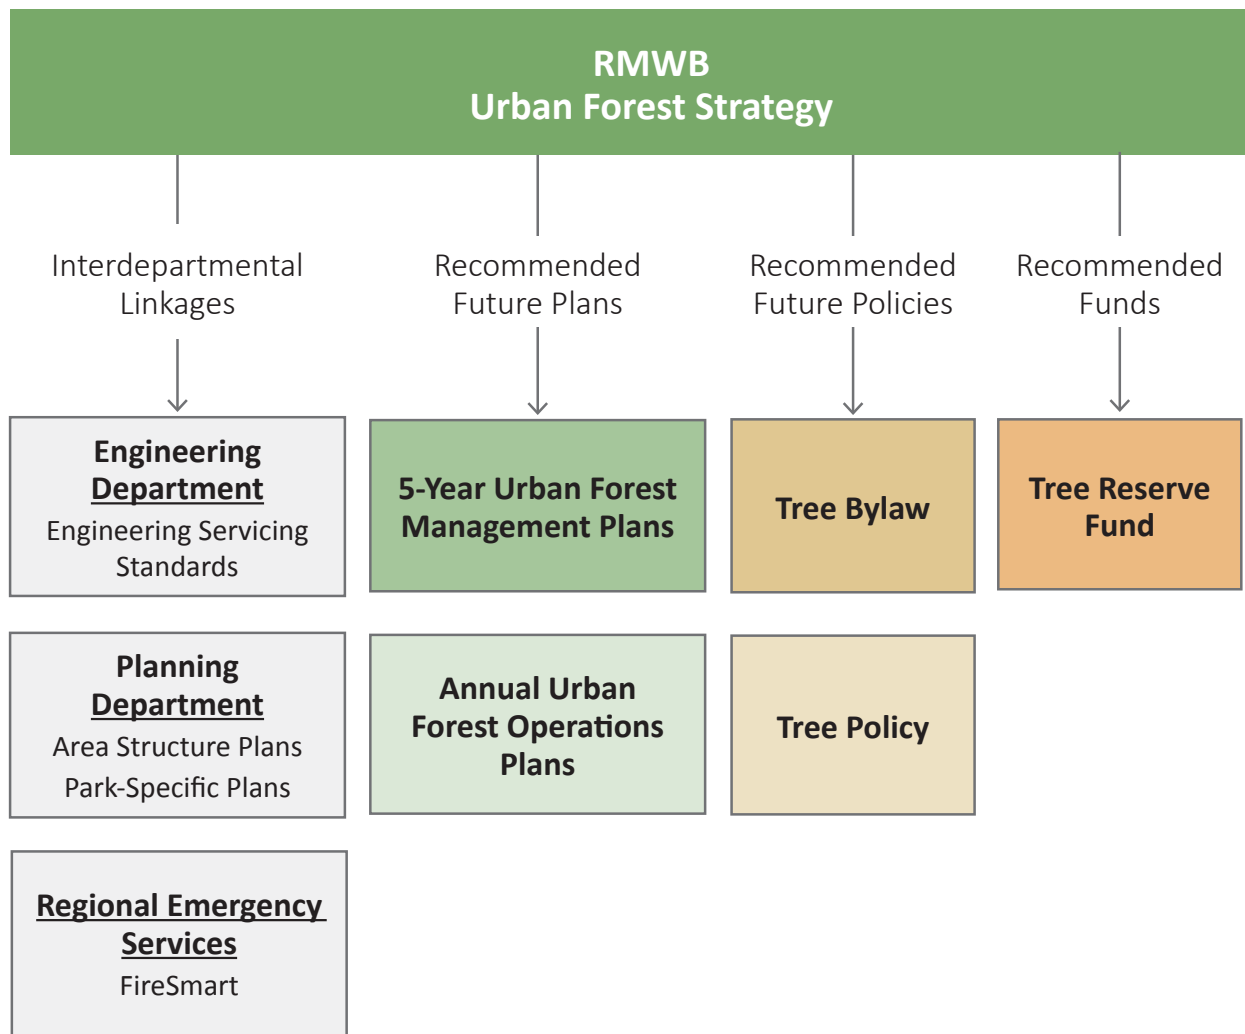 RMWB
Urban Forest Strategy
Interdepartmental
Linkages
Recommended
Future Plans
Recommended
Future Policies
Recommended
Funds
Engineering
Department
Engineering Servicing
Standards
5-Year Urban Forest
Management Plans
Tree Bylaw
Tree Reserve
Fund
Planning
Department
Area Structure Plans
Park-Specific Plans
Annual Urban
Forest Operations
Plans
Tree Policy
Regional Emergency
Services
FireSmart